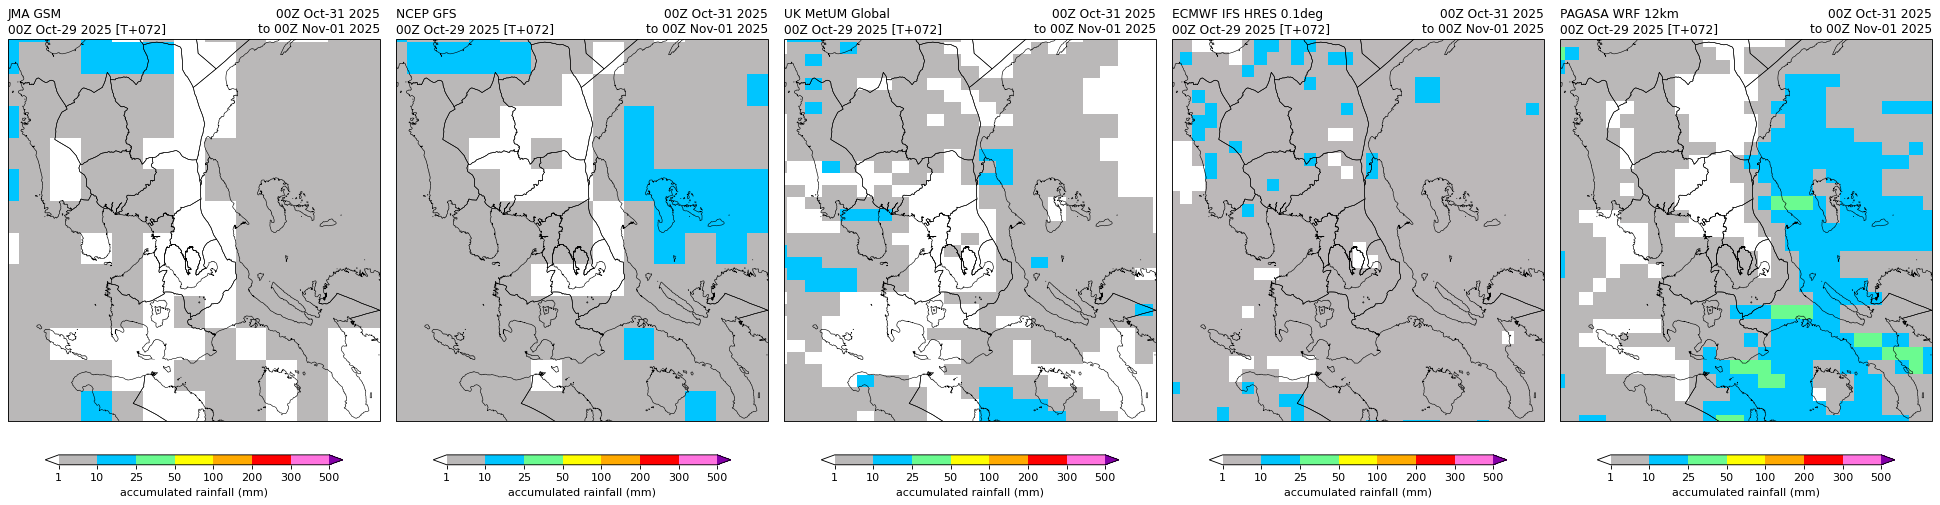 JMA GSM
00Z Oct-29 2025 [T+072]
00Z Oct-31 2025
to 00Z Nov-01 2025
NCEP GFS
00Z Oct-29 2025 [T+072]
00Z Oct-31 2025
to 00Z Nov-01 2025
UK MetUM Global
00Z Oct-29 2025 [T+072]
00Z Oct-31 2025
to 00Z Nov-01 2025
ECMWF IFS HRES 0.1deg
00Z Oct-29 2025 [T+072]
00Z Oct-31 2025
to 00Z Nov-01 2025
PAGASA WRF 12km
00Z Oct-29 2025 [T+072]
00Z Oct-31 2025
to 00Z Nov-01 2025
1 10 25 50 100 200 300 500
accumulated rainfall (mm)
1 10 25 50 100 200 300 500
accumulated rainfall (mm)
1 10 25 50 100 200 300 500
accumulated rainfall (mm)
1 10 25 50 100 200 300 500
accumulated rainfall (mm)
1 10 25 50 100 200 300 500
accumulated rainfall (mm)